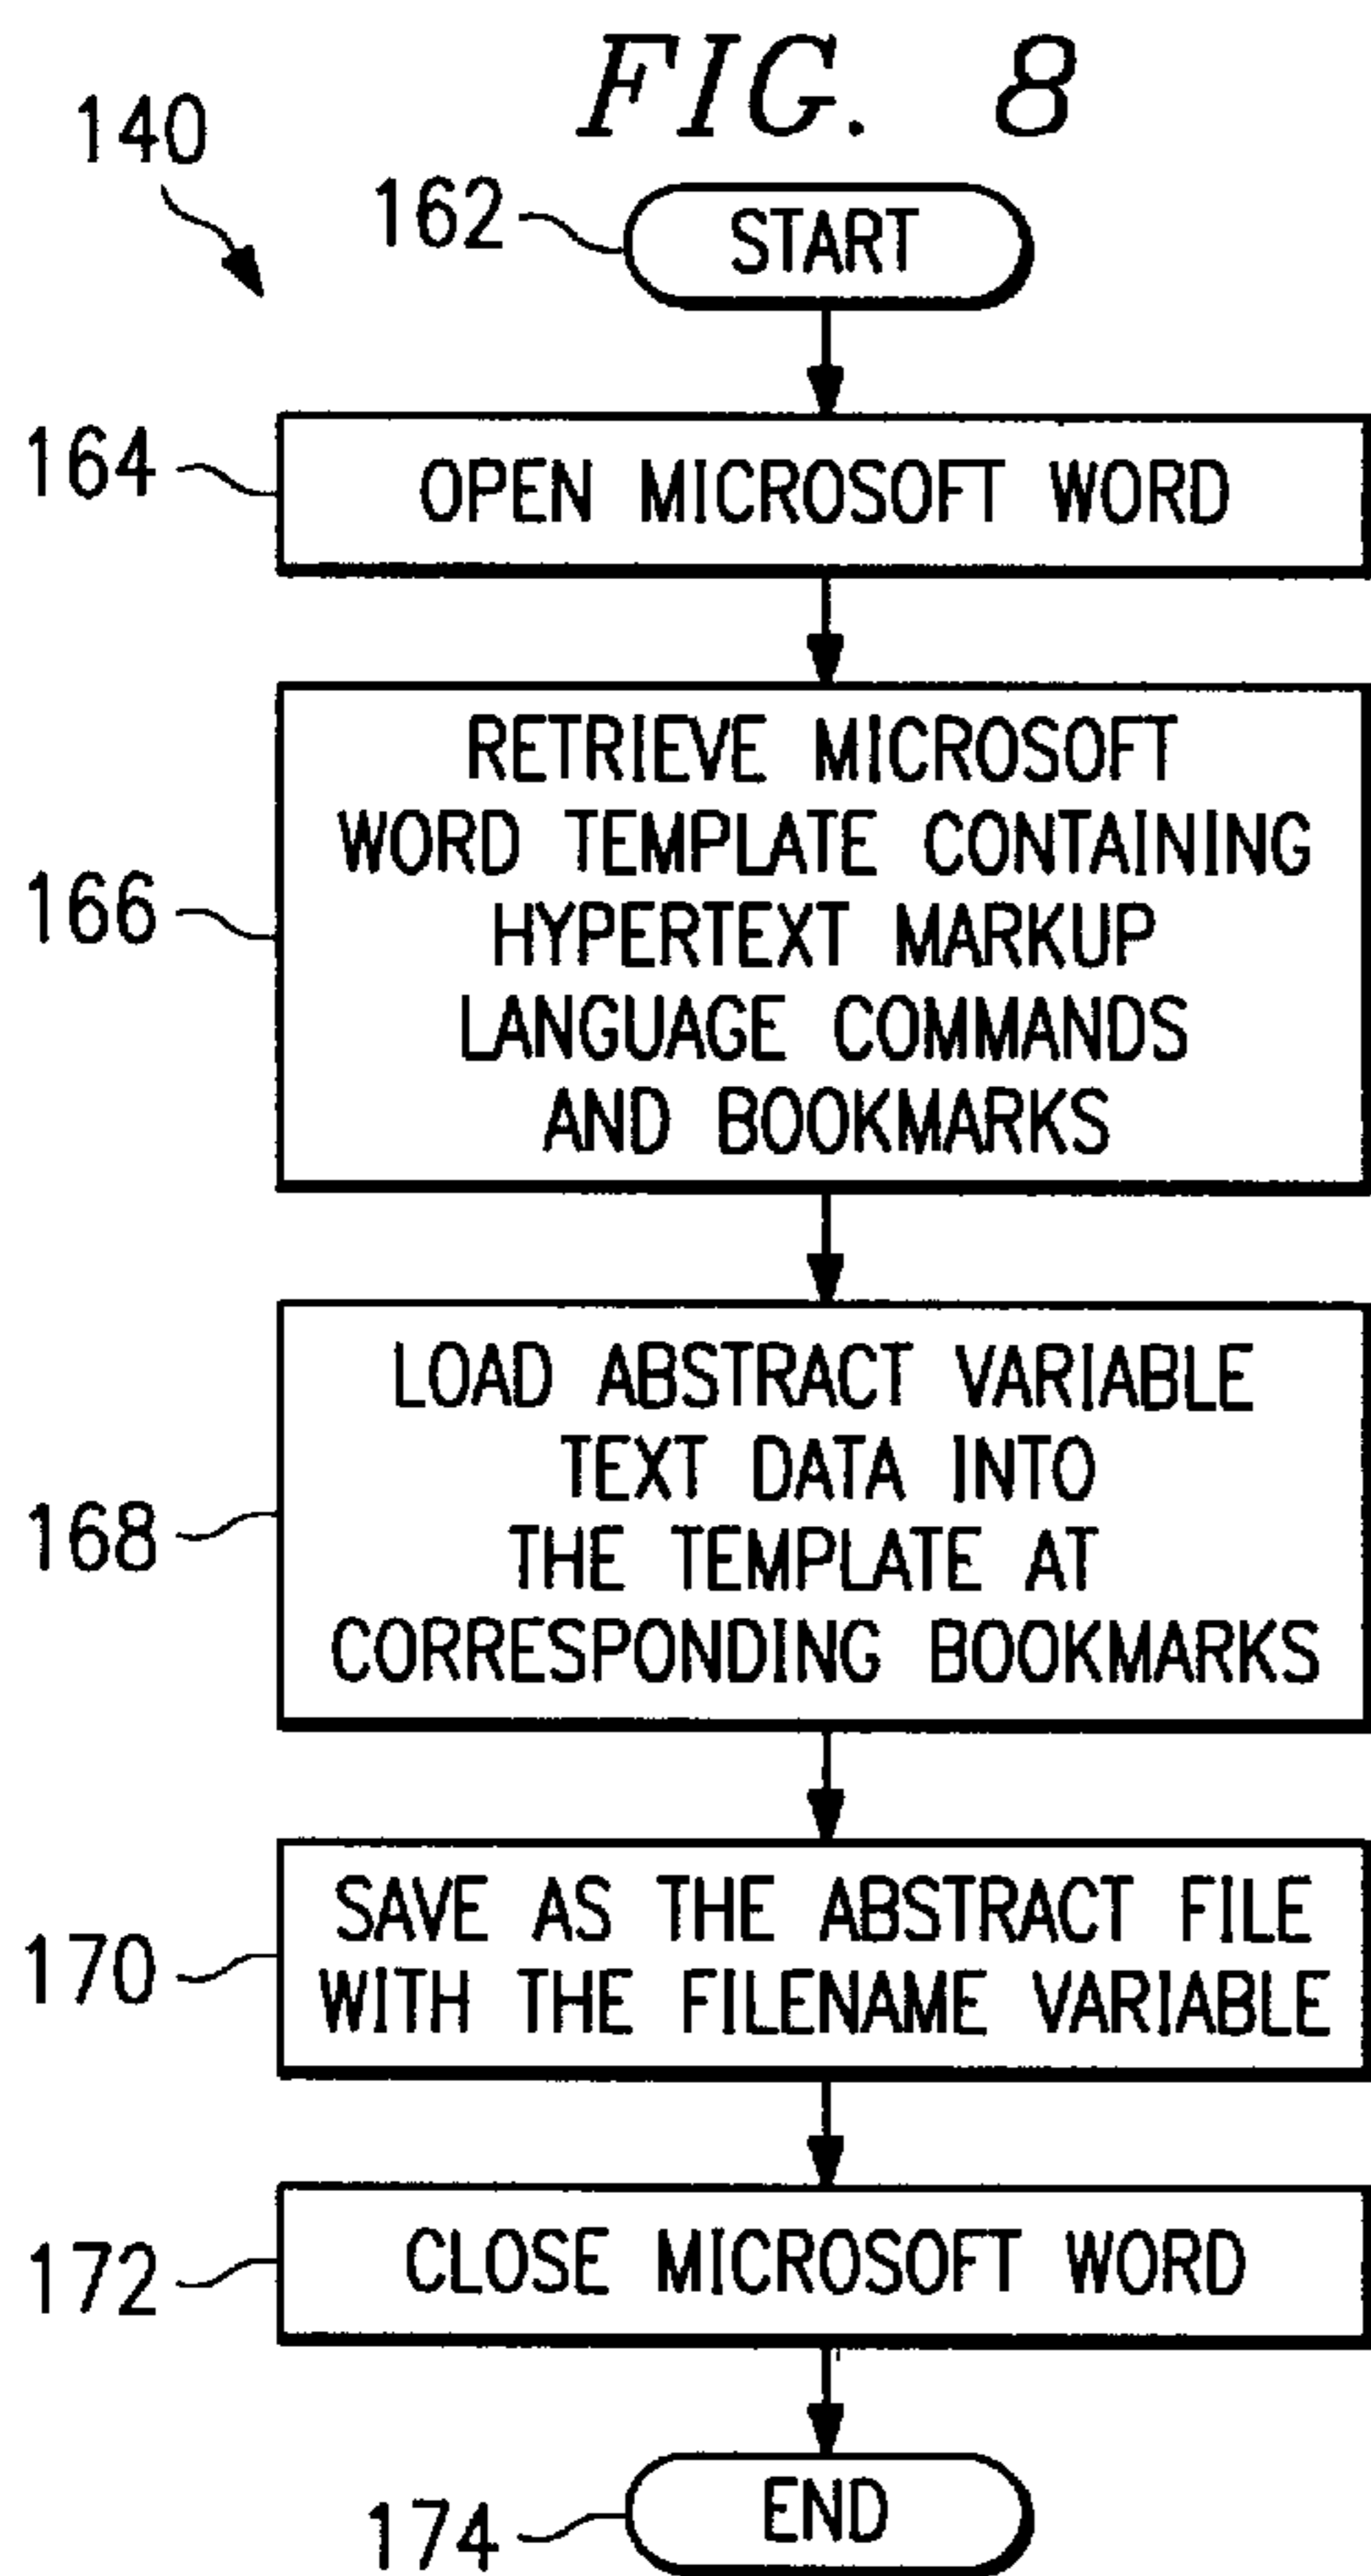 FIG. 8
140
162
START
164
OPEN MICROSOFT WORD
166
RETRIEVE MICROSOFT
WORD TEMPLATE CONTAINING
HYPERTEXT MARKUP
LANGUAGE COMMANDS
AND BOOKMARKS
168
LOAD ABSTRACT VARIABLE
TEXT DATA INTO
THE TEMPLATE AT
CORRESPONDING BOOKMARKS
170
SAVE AS THE ABSTRACT FILE
WITH THE FILENAME VARIABLE
172
CLOSE MICROSOFT WORD
174
END